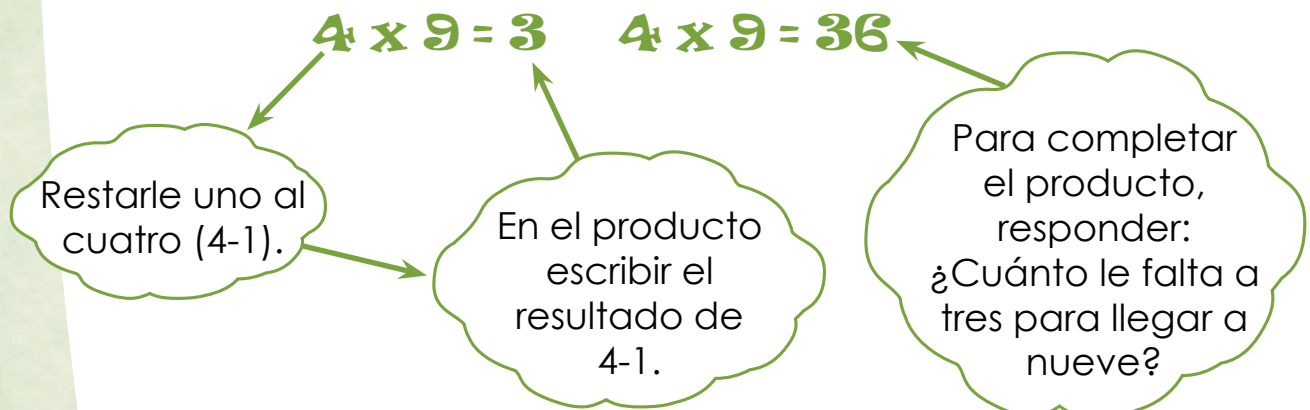 4 x 9 = 3 4 x 9 = 36
Restarle uno al
cuatro (4-1).
En el producto
escribir el
resultado de
4-1.
Para completar
el producto,
responder:
¿Cuánto le falta a
tres para llegar a
nueve?